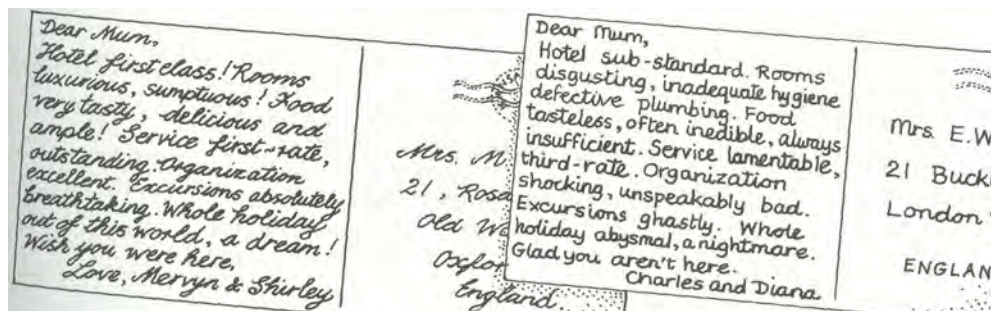 Dear Mum,
Hotel first class! Rooms
luxurious, sumptuous! Food
very tasty, delicious and
ample! Service first-rate,
outstanding. Organization
excellent. Excursions absolutely
breathtaking. Whole holiday
out of this world, a dream!
Wish you were here.
Love, Mervyn & Shirley
Mrs. M
21, Rosa
Old W
Oxfor
England.
Dear Mum,
Hotel sub-standard. Rooms
disgusting, inadequate hygiene
defective plumbing. Food
tasteless, often inedible, always
insufficient. Service lamentable,
third-rate. Organization
shocking, unspeakably bad.
Excursions ghastly. Whole
holiday abysmal, a nightmare.
Glad you aren't here.
Charles and Diana
Mrs. E.W
21 Buck
London
ENGLAN